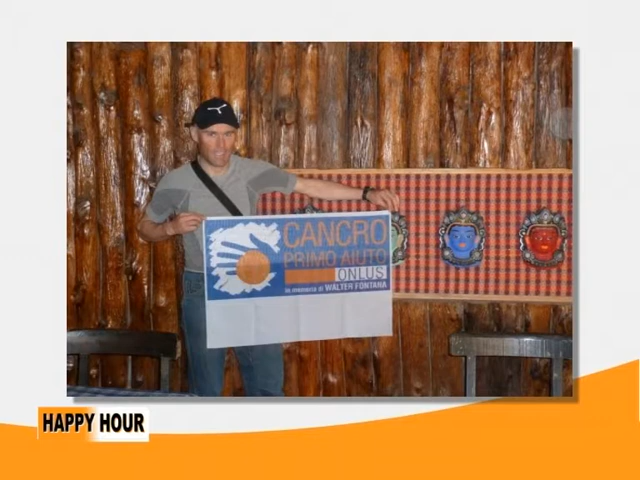 CANCRO
PRIMO AIUTO
ONLUS
in memoria di WALTER FONTANA
HAPPY HOUR